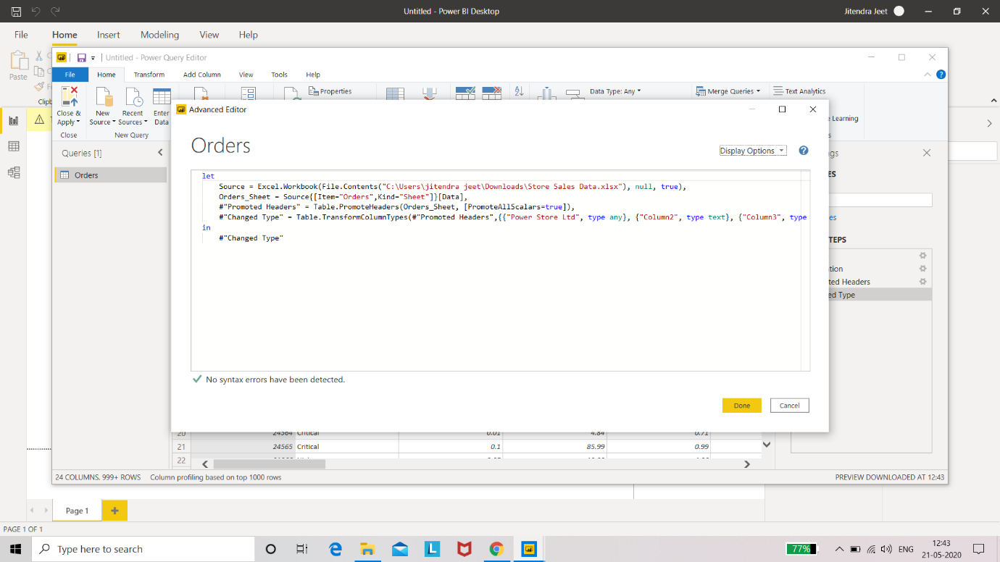 Untitled - Power BI Desktop
Jitendra Jeet
File Home Insert Modeling View Help
Paste
Untitled - Power Query Editor
File Home Transform Add Column View Tools Help
Properties
Data Type: Any
Merge Queries
Text Analytics
Close & Apply
New Source
Recent Sources
Enter Data
Learning
Close
New Query
Advanced Editor
Queries [1]
Orders
Orders
Display Options
let
Source = Excel.Workbook(File.Contents("C:\Users\jitendra jeet\Downloads\Store Sales Data.xlsx"), null, true),
Orders_Sheet = Source{[Item="Orders",Kind="Sheet"]}[Data],
#"Promoted Headers" = Table.PromoteHeaders(Orders_Sheet, [PromoteAllScalars=true]),
#"Changed Type" = Table.TransformColumnTypes(#"Promoted Headers",{{"Power Store Ltd", type any}, {"Column2", type text}, {"Column3", type
in
#"Changed Type"
TEPS
tion
ted Headers
ed Type
No syntax errors have been detected.
Done
Cancel
20 24564 Critical 0.01 4.84 0.71
21 24565 Critical 0.1 85.99 0.99
22
24 COLUMNS, 999+ ROWS Column profiling based on top 1000 rows
PREVIEW DOWNLOADED AT 12:43
Page 1
PAGE 1 OF 1
Type here to search
77%
ENG
12:43
21-05-2020